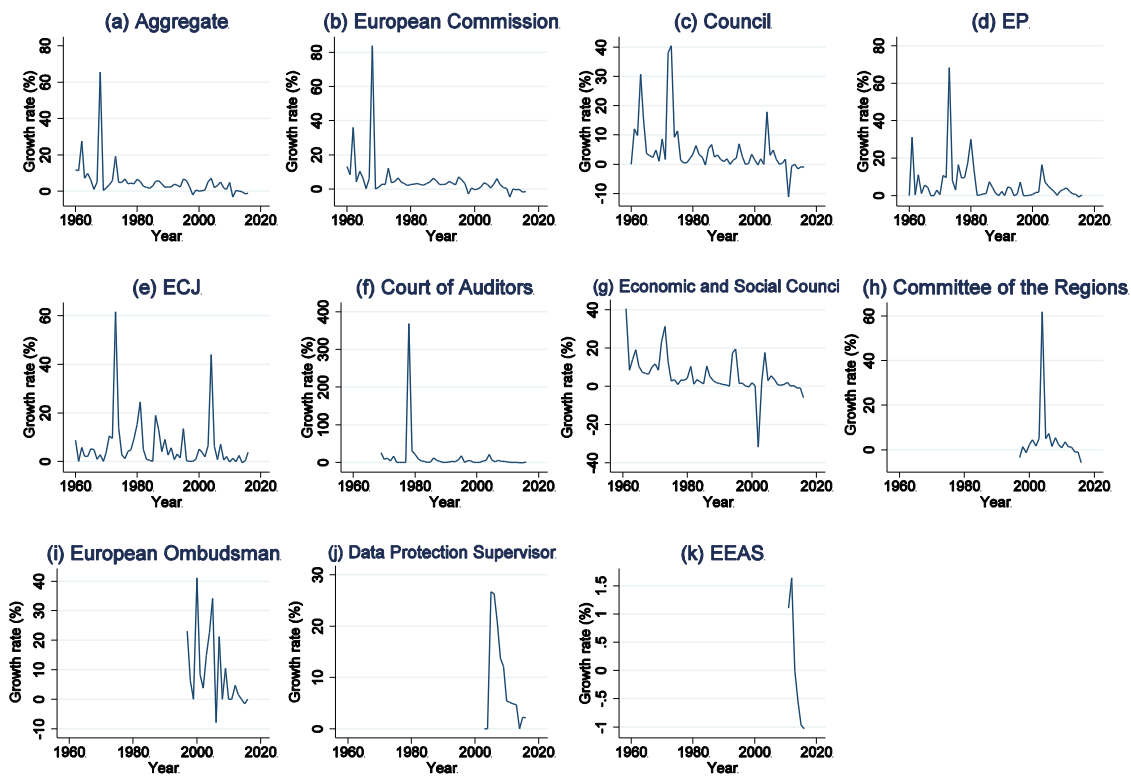 (a) Aggregate
Growth rate (%)
80
60
40
20
0
1960 1980 2000 2020
Year
(b) European Commission
Growth rate (%)
80
60
40
20
0
1960 1980 2000 2020
Year
(c) Council
Growth rate (%)
40
30
20
10
0
-10
1960 1980 2000 2020
Year
(d) EP
Growth rate (%)
80
60
40
20
0
1960 1980 2000 2020
Year
(e) ECJ
Growth rate (%)
60
40
20
0
1960 1980 2000 2020
Year
(f) Court of Auditors
Growth rate (%)
400
300
200
100
0
1960 1980 2000 2020
Year
(g) Economic and Social Counci
Growth rate (%)
40
20
0
-20
-40
1960 1980 2000 2020
Year
(h) Committee of the Regions
Growth rate (%)
60
40
20
0
1960 1980 2000 2020
Year
(i) European Ombudsman
Growth rate (%)
40
30
20
10
0
-10
1960 1980 2000 2020
Year
(j) Data Protection Supervisor
Growth rate (%)
30
20
10
0
1960 1980 2000 2020
Year
(k) EEAS
Growth rate (%)
1.5
1
.5
0
-.5
-1
1960 1980 2000 2020
Year